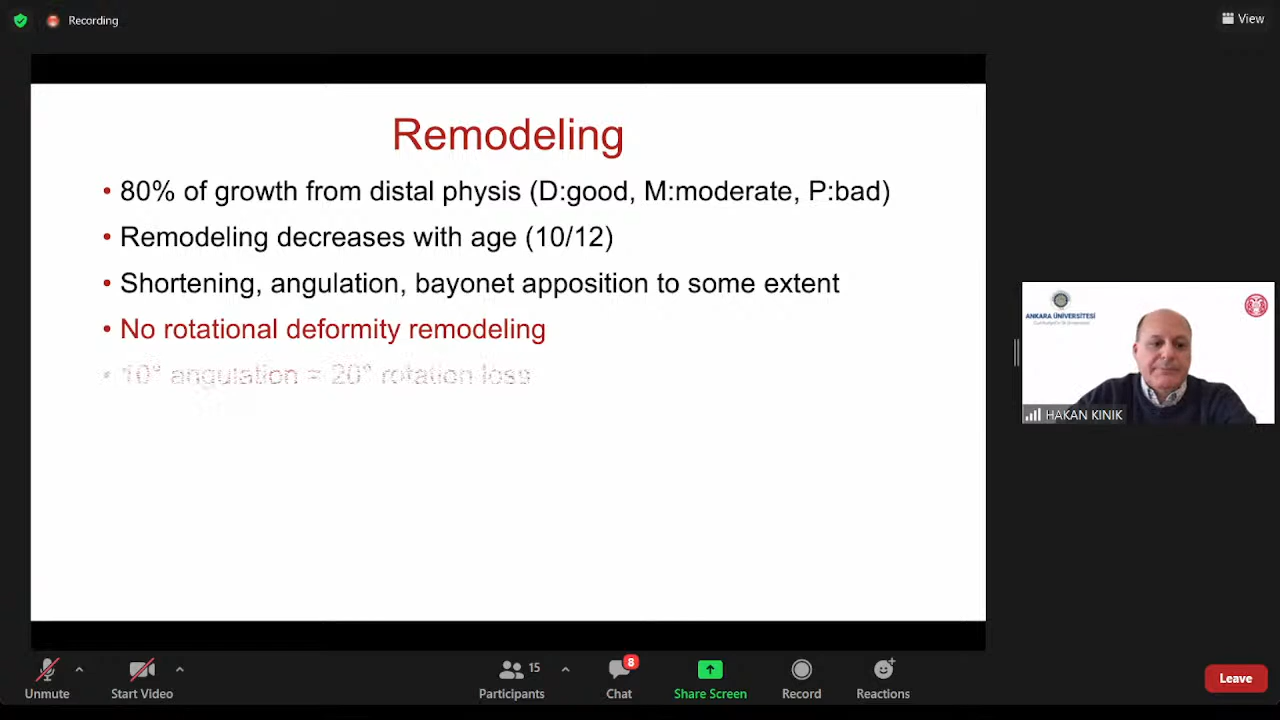 Recording
View
Remodeling
• 80% of growth from distal physis (D:good, M:moderate, P:bad)
• Remodeling decreases with age (10/12)
• Shortening, angulation, bayonet apposition to some extent
• No rotational deformity remodeling
• 10° angulation = 20° rotation loss
ANKARA ÜNİVERSİTESİ
HAKAN KINIK
15
8
Unmute
Start Video
Participants
Chat
Share Screen
Record
Reactions
Leave